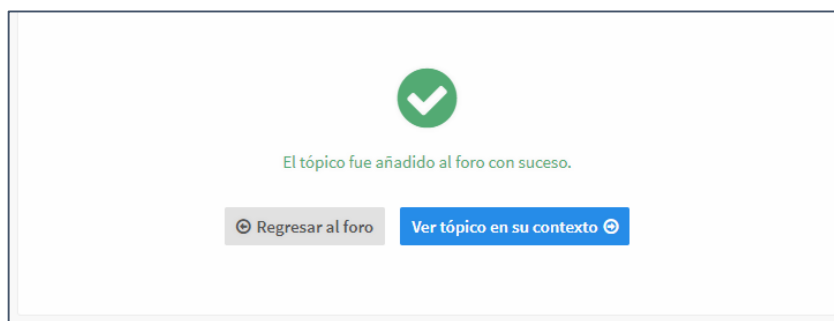 El tópico fue añadido al foro con suceso.
Regresar al foro
Ver tópico en su contexto